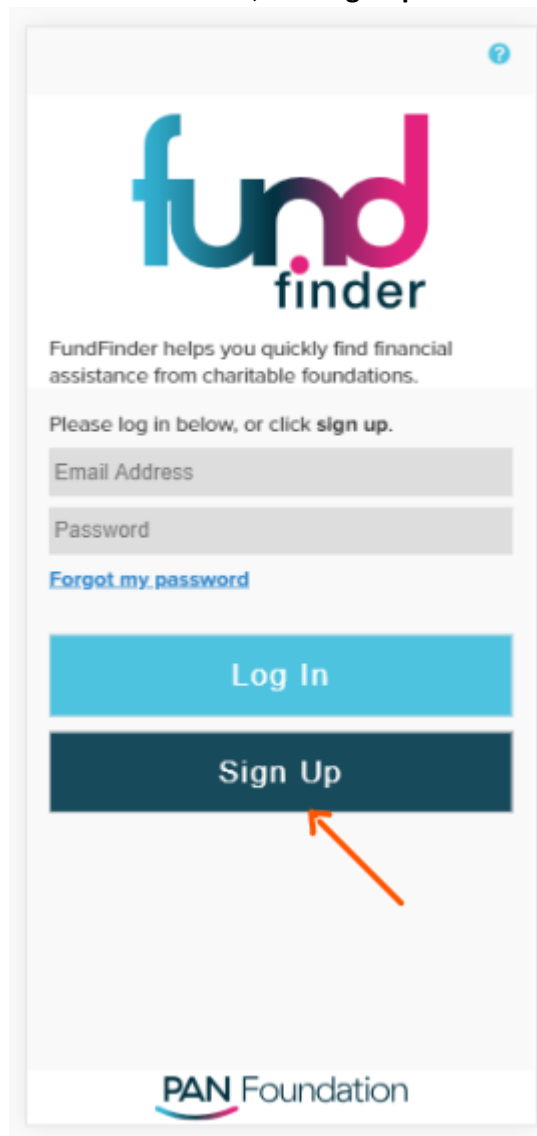 ?
fund
finder
FundFinder helps you quickly find financial
assistance from charitable foundations.
Please log in below, or click sign up.
Email Address
Password
Forgot my password
Log In
Sign Up
PAN Foundation